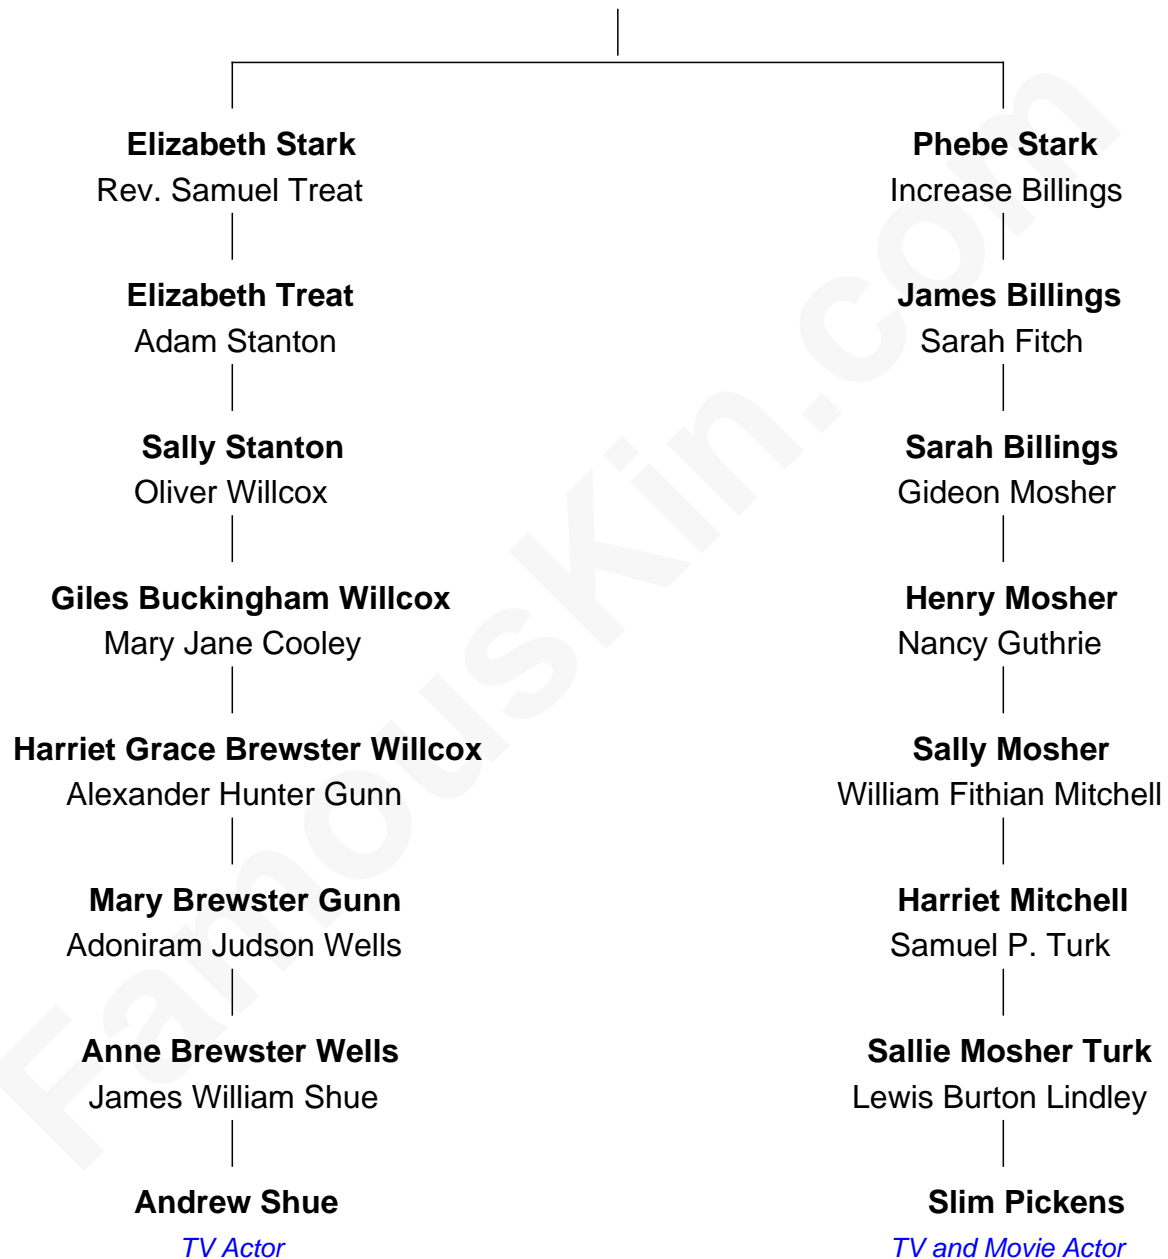 Elizabeth Stark
Rev. Samuel Treat
Elizabeth Treat
Adam Stanton
Sally Stanton
Oliver Willcox
Giles Buckingham Willcox
Mary Jane Cooley
Harriet Grace Brewster Willcox
Alexander Hunter Gunn
Mary Brewster Gunn
Adoniram Judson Wells
Anne Brewster Wells
James William Shue
Andrew Shue
TV Actor
Phebe Stark
Increase Billings
James Billings
Sarah Fitch
Sarah Billings
Gideon Mosher
Henry Mosher
Nancy Guthrie
Sally Mosher
William Fithian Mitchell
Harriet Mitchell
Samuel P. Turk
Sallie Mosher Turk
Lewis Burton Lindley
Slim Pickens
TV and Movie Actor
FamousKin.com